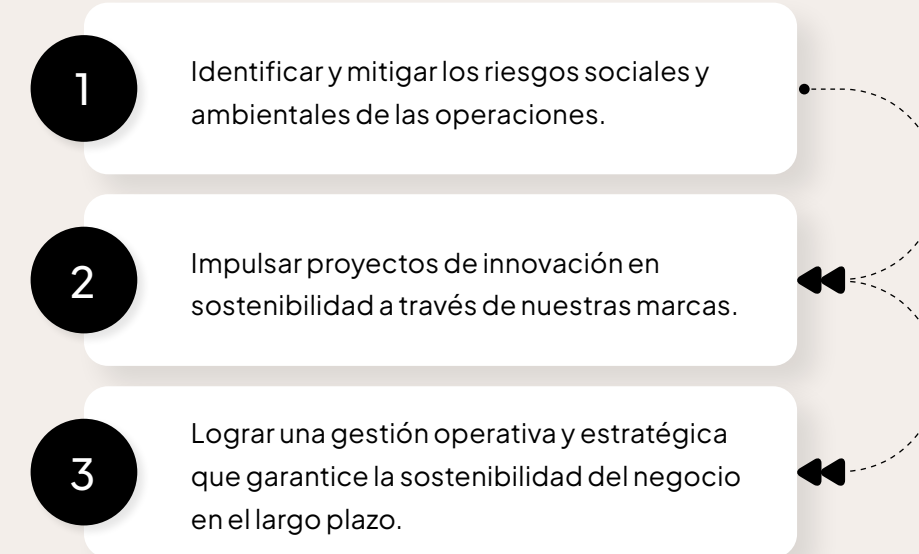 1
Identificar y mitigar los riesgos sociales y
ambientales de las operaciones.
2
Impulsar proyectos de innovación en
sostenibilidad a través de nuestras marcas.
3
Lograr una gestión operativa y estratégica
que garantice la sostenibilidad del negocio
en el largo plazo.